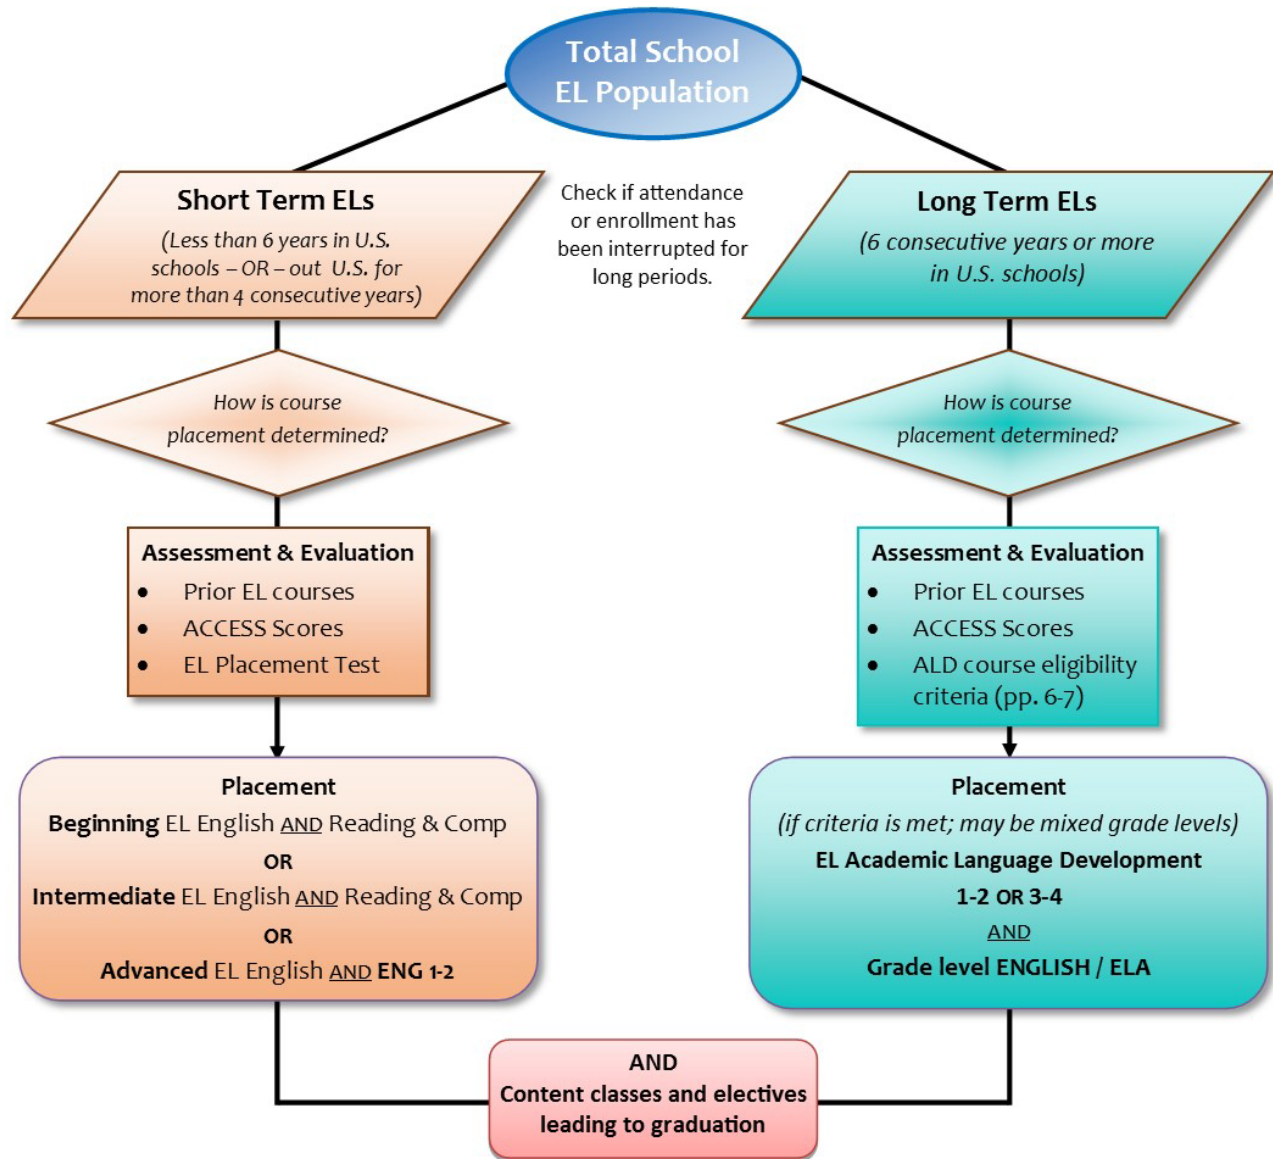 Total School
EL Population
Short Term ELs
(Less than 6 years in U.S.
schools – OR – out U.S. for
more than 4 consecutive years)
Check if attendance
or enrollment has
been interrupted for
long periods.
Long Term ELs
(6 consecutive years or more
in U.S. schools)
How is course
placement determined?
How is course
placement determined?
Assessment & Evaluation
• Prior EL courses
• ACCESS Scores
• EL Placement Test
Assessment & Evaluation
• Prior EL courses
• ACCESS Scores
• ALD course eligibility
criteria (pp. 6-7)
Placement
Beginning EL English AND Reading & Comp
OR
Intermediate EL English AND Reading & Comp
OR
Advanced EL English AND ENG 1-2
Placement
(if criteria is met; may be mixed grade levels)
EL Academic Language Development
1-2 OR 3-4
AND
Grade level ENGLISH / ELA
AND
Content classes and electives
leading to graduation